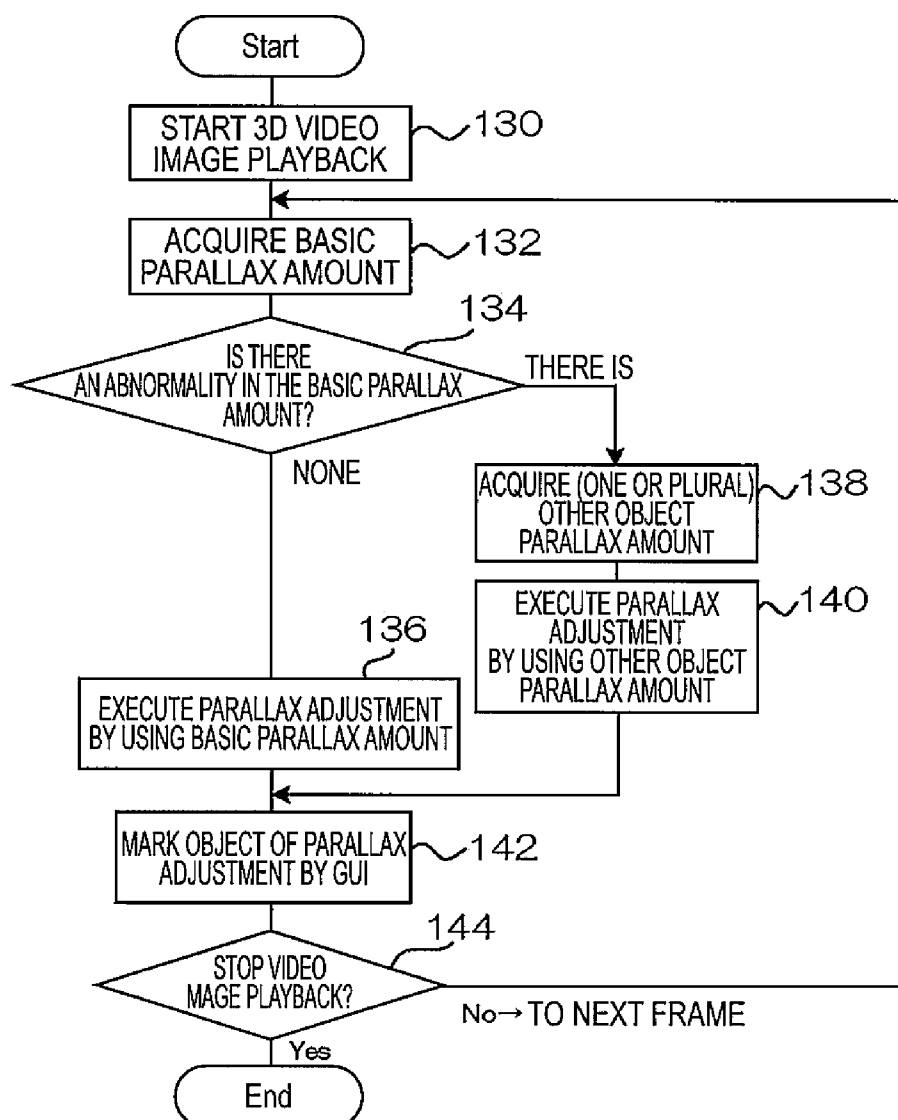 Start
START 3D VIDEO
IMAGE PLAYBACK
130
ACQUIRE BASIC
PARALLAX AMOUNT
132
134
IS THERE
AN ABNORMALITY IN THE BASIC PARALLAX
AMOUNT?
THERE IS
NONE
ACQUIRE (ONE OR PLURAL)
OTHER OBJECT
PARALLAX AMOUNT
138
EXECUTE PARALLAX
ADJUSTMENT
BY USING OTHER OBJECT
PARALLAX AMOUNT
140
136
EXECUTE PARALLAX ADJUSTMENT
BY USING BASIC PARALLAX AMOUNT
MARK OBJECT OF PARALLAX
ADJUSTMENT BY GUI
142
144
STOP VIDEO
MAGE PLAYBACK?
No→ TO NEXT FRAME
Yes
End